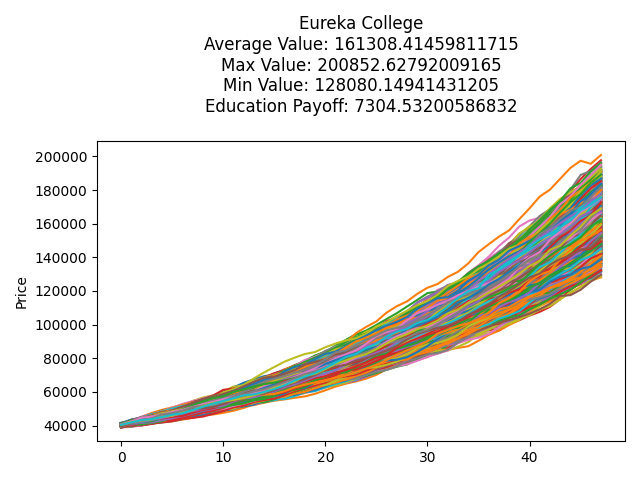 Eureka College
Average Value: 161308.41459811715
Max Value: 200852.62792009165
Min Value: 128080.14941431205
Education Payoff: 7304.53200586832
200000
180000
160000
140000
120000
100000
80000
60000
40000
Price
0 10 20 30 40